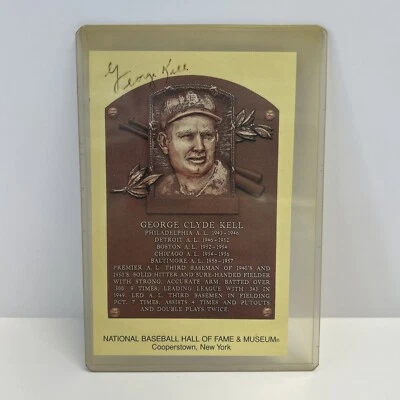 George Kell
GEORGE CLYDE KELL
PHILADELPHIA A. L. 1943-1946
DETROIT A. L. 1946-1952
BOSTON A. L. 1952-1954
CHICAGO A. L. 1954-1956
BALTIMORE A. L. 1956-1957
PREMIER A. L. THIRD BASEMAN OF 1940'S AND
1950'S. SOLID HITTER AND SURE-HANDED FIELDER
WITH STRONG, ACCURATE ARM. BATTED OVER
.300 9 TIMES, LEADING LEAGUE WITH .343 IN
1949. LED A. L. THIRD BASEMEN IN FIELDING
PCT. 7 TIMES, ASSISTS 4 TIMES AND PUTOUTS
AND DOUBLE PLAYS TWICE.
NATIONAL BASEBALL HALL OF FAME & MUSEUM®
Cooperstown, New York